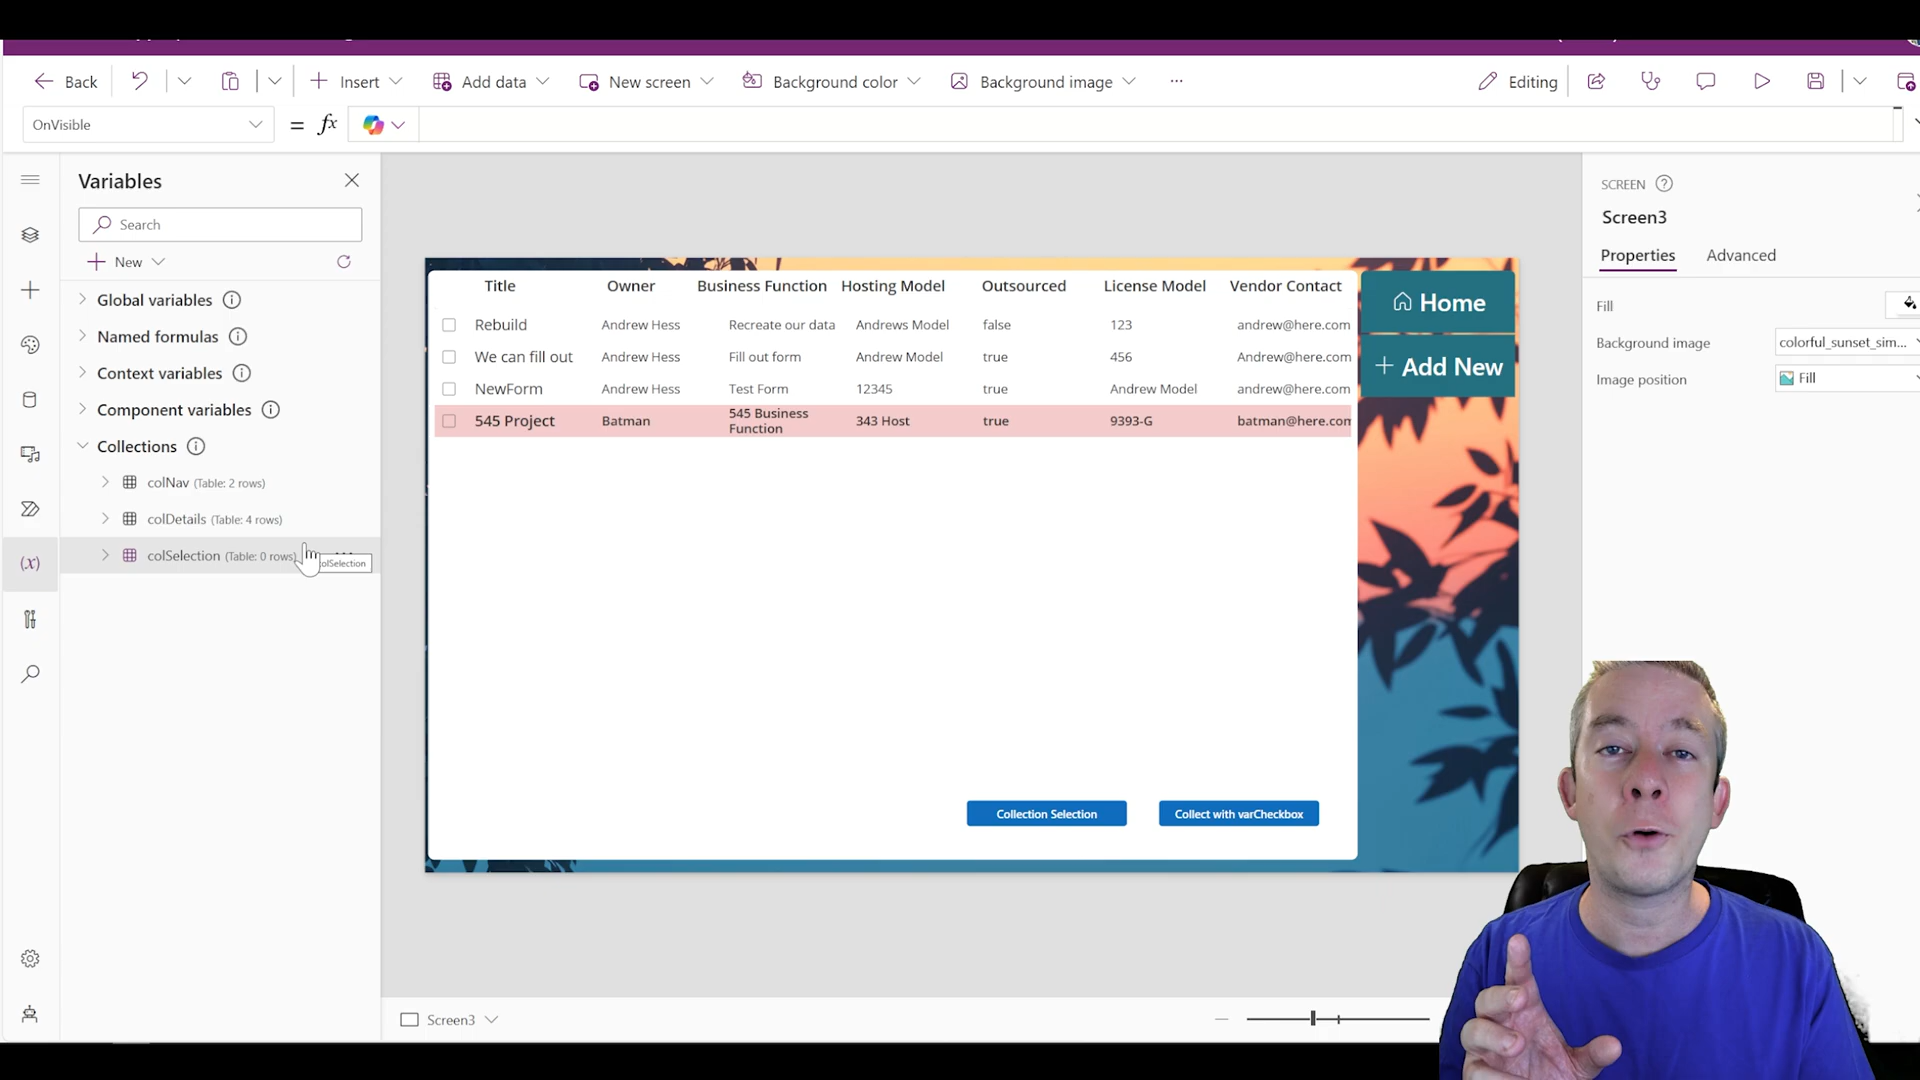 Back
Insert
Add data
New screen
Background color
Background image
...
Editing
OnVisible
= fx
Variables
Search
New
Global variables
Named formulas
Context variables
Component variables
Collections
colNav (Table: 2 rows)
colDetails (Table: 4 rows)
colSelection (Table: 0 rows)
colSelection
(x)
Title Owner Business Function Hosting Model Outsourced License Model Vendor Contact
Rebuild Andrew Hess Recreate our data Andrews Model false 123 andrew@here.com
We can fill out Andrew Hess Fill out form Andrew Model true 456 Andrew@here.com
NewForm Andrew Hess Test Form 12345 true Andrew Model andrew@here.com
545 Project Batman 545 Business Function 343 Host true 9393-G batman@here.com
Home
+ Add New
Collection Selection
Collect with varCheckbox
SCREEN
Screen3
Properties Advanced
Fill
Background image colorful_sunset_sim...
Image position Fill
Screen3